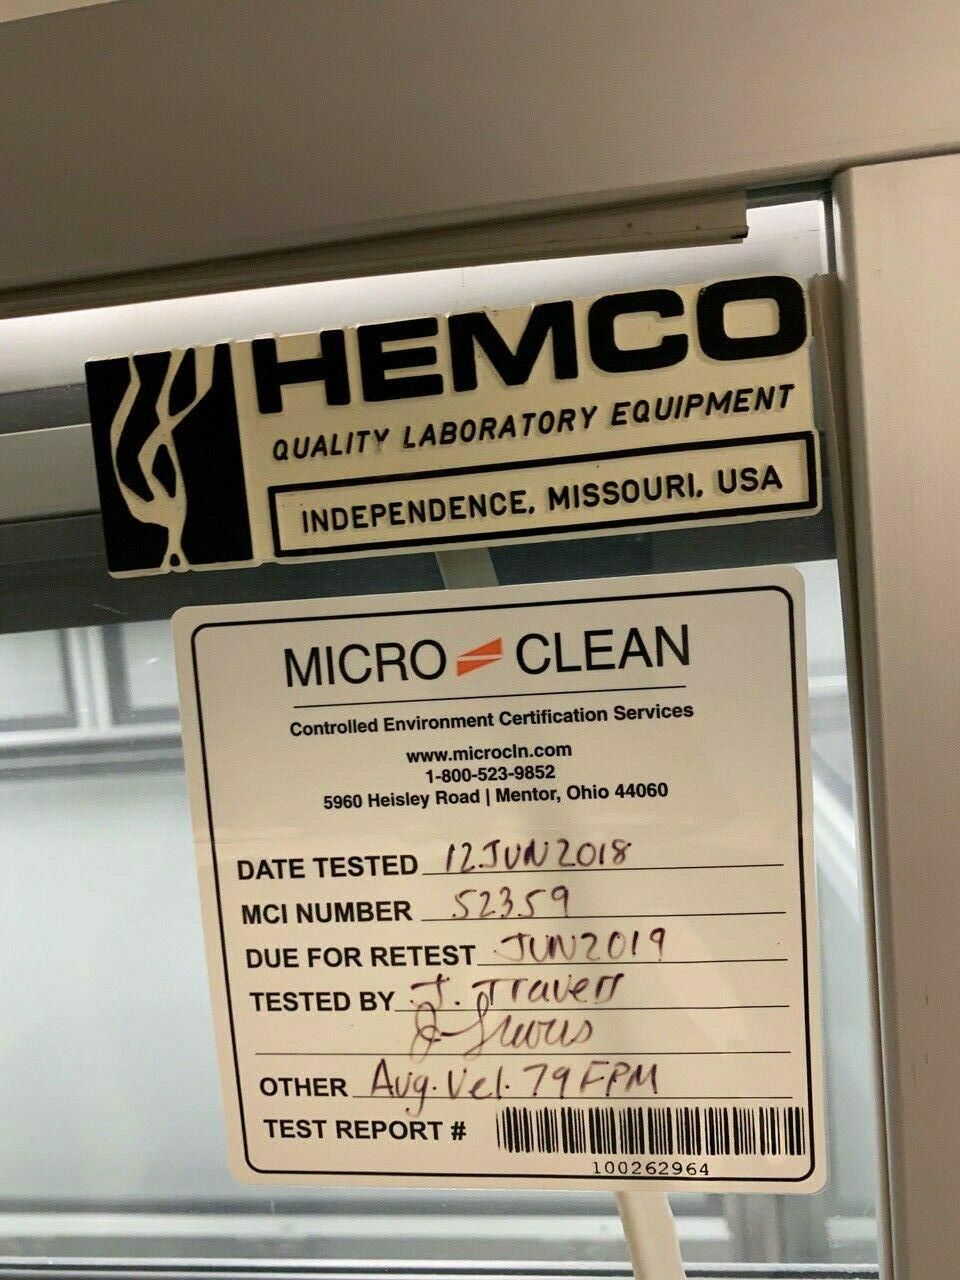 HEMCO
QUALITY LABORATORY EQUIPMENT
INDEPENDENCE, MISSOURI, USA
MICRO CLEAN
Controlled Environment Certification Services
www.microcln.com
1-800-523-9852
5960 Heisley Road | Mentor, Ohio 44060
DATE TESTED 12 JUN 2018
MCI NUMBER 52359
DUE FOR RETEST JUN 2019
TESTED BY J. Travers
OTHER Avg. Vel. 79 FPM
TEST REPORT #
100262964